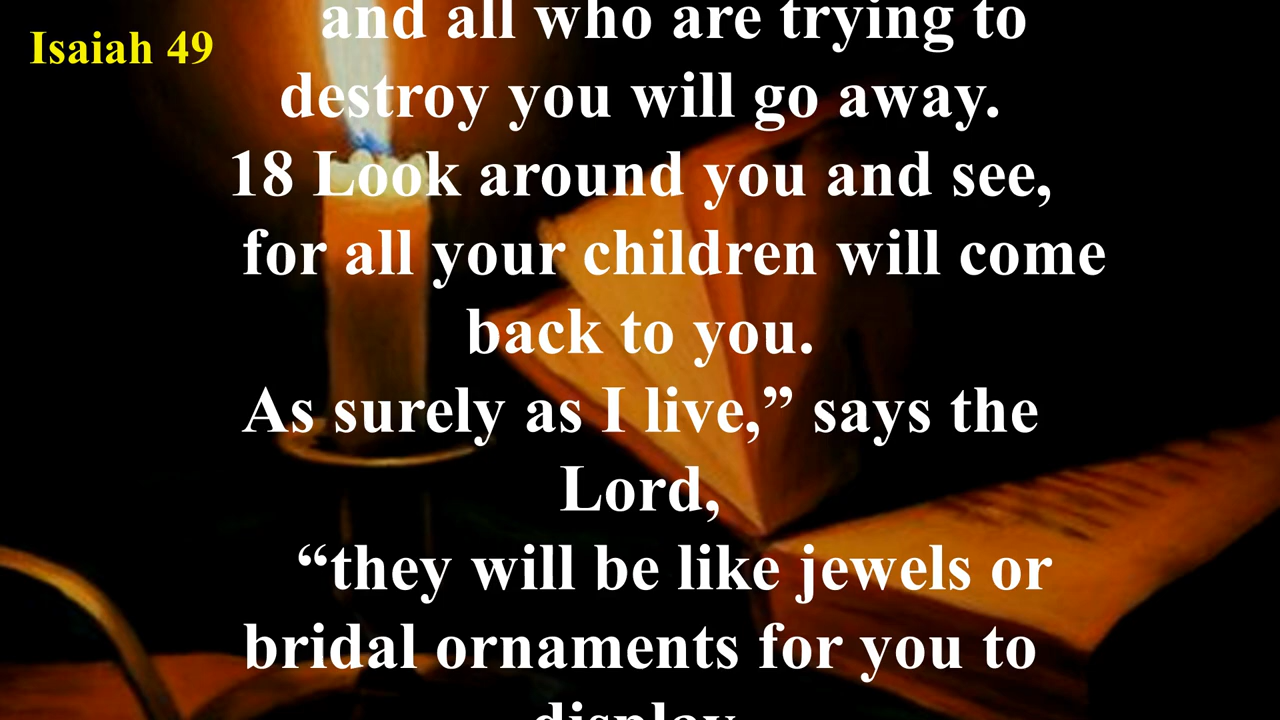 Isaiah 49
and all who are trying to
destroy you will go away.
18 Look around you and see,
for all your children will come
back to you.
As surely as I live,” says the
Lord,
“they will be like jewels or
bridal ornaments for you to
display.